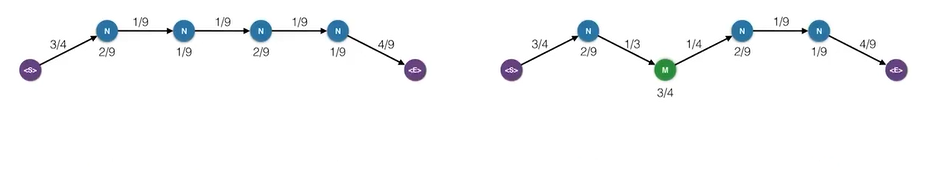 1/9 1/9 1/9 1/9
3/4 N N N N 4/9 3/4 N 1/3 1/4 N N 4/9
2/9 1/9 2/9 1/9 2/9 2/9 1/9
<S> <E> <S> M <E>
3/4